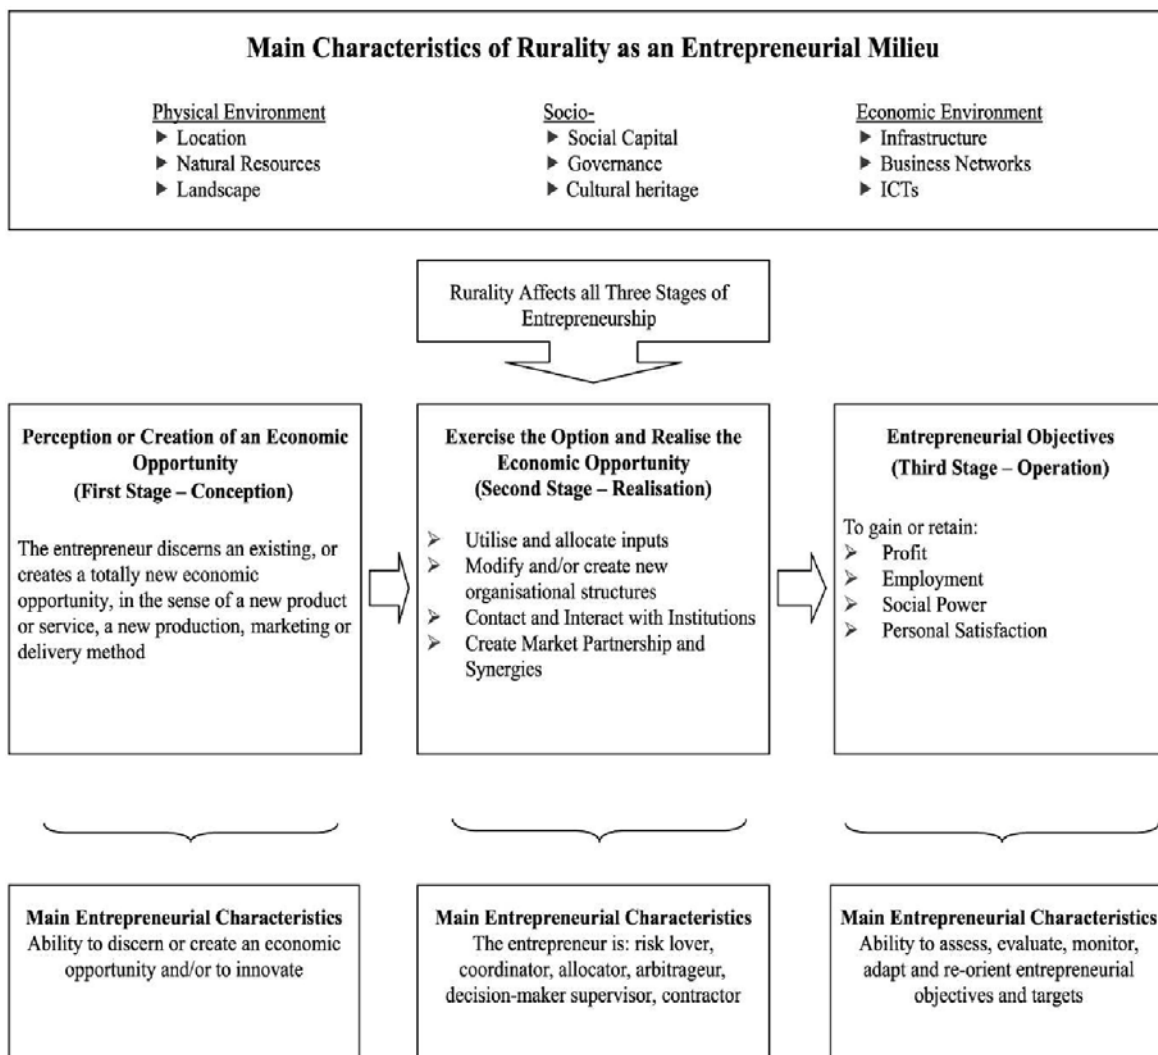 Main Characteristics of Rurality as an Entrepreneurial Milieu
Physical Environment
▶ Location
▶ Natural Resources
▶ Landscape
Socio-
▶ Social Capital
▶ Governance
▶ Cultural heritage
Economic Environment
▶ Infrastructure
▶ Business Networks
▶ ICTs
Rurality Affects all Three Stages of
Entrepreneurship
Perception or Creation of an Economic
Opportunity
(First Stage – Conception)
The entrepreneur discerns an existing, or
creates a totally new economic
opportunity, in the sense of a new product
or service, a new production, marketing or
delivery method
Exercise the Option and Realise the
Economic Opportunity
(Second Stage – Realisation)
➢ Utilise and allocate inputs
➢ Modify and/or create new
organisational structures
➢ Contact and Interact with Institutions
➢ Create Market Partnership and
Synergies
Entrepreneurial Objectives
(Third Stage – Operation)
To gain or retain:
➢ Profit
➢ Employment
➢ Social Power
➢ Personal Satisfaction
Main Entrepreneurial Characteristics
Ability to discern or create an economic
opportunity and/or to innovate
Main Entrepreneurial Characteristics
The entrepreneur is: risk lover,
coordinator, allocator, arbitrageur,
decision-maker supervisor, contractor
Main Entrepreneurial Characteristics
Ability to assess, evaluate, monitor,
adapt and re-orient entrepreneurial
objectives and targets